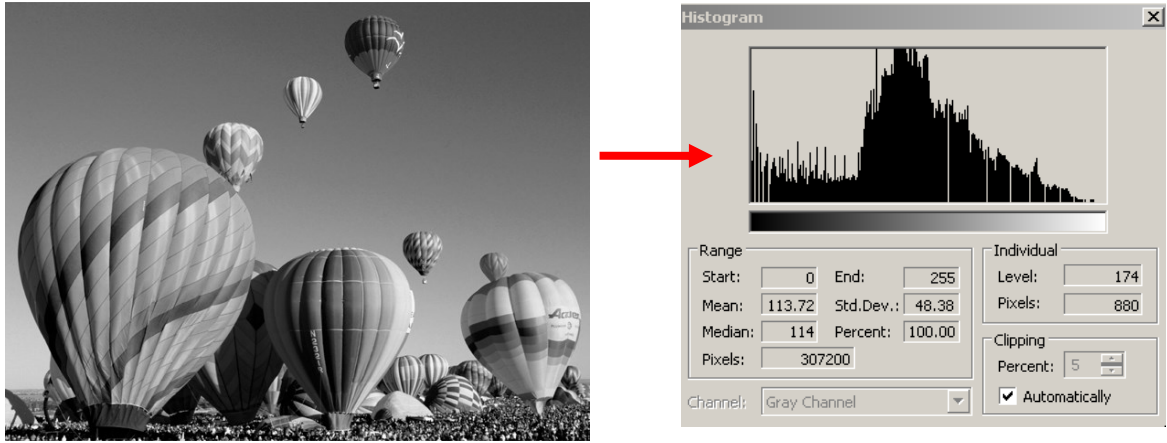 Histogram
Range
Start: 0 End: 255
Mean: 113.72 Std.Dev.: 48.38
Median: 114 Percent: 100.00
Pixels: 307200
Individual
Level: 174
Pixels: 880
Clipping
Percent: 5
Automatically
Channel: Gray Channel